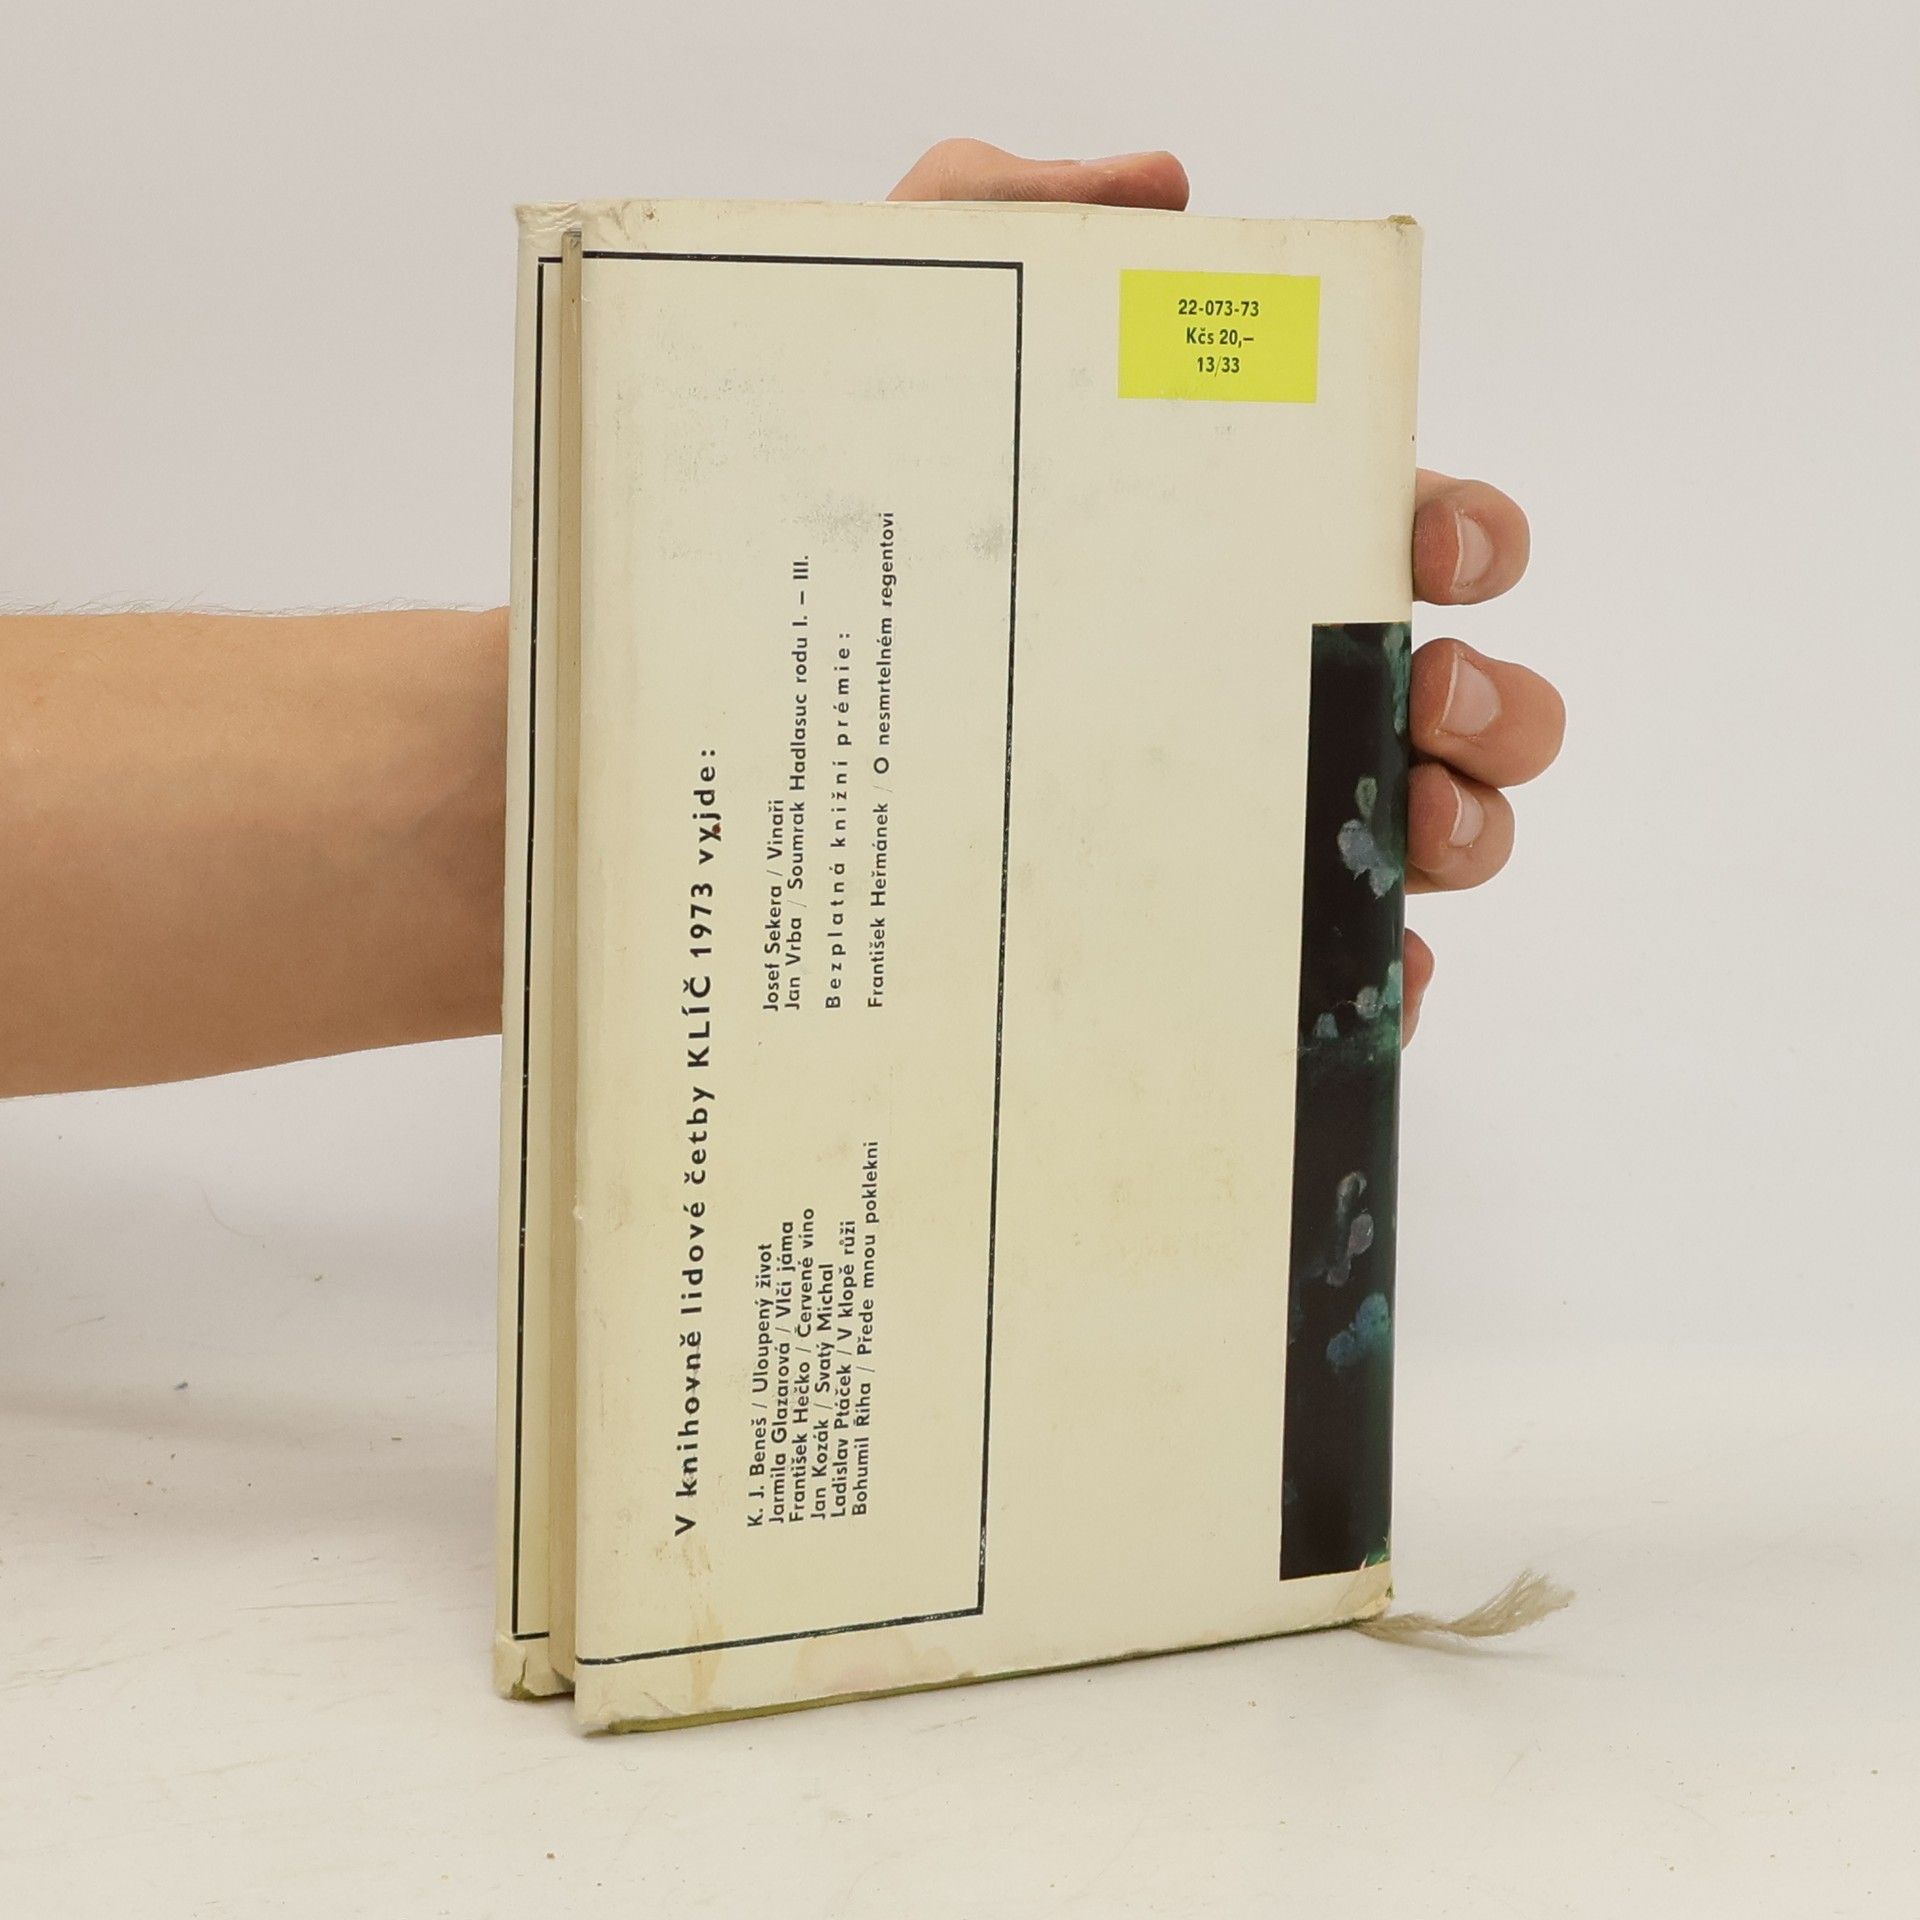 22-073-73
Kčs 20,–
13/33
V knihovně lidové četby KLÍČ 1973 vyjde:
K. J. Beneš / Uloupený život
Jarmila Glazarová / Vlčí jáma
František Hečko / Červené víno
Jan Kozák / Svatý Michal
Ladislav Ptáček / V klopě růži
Bohumil Říha / Přede mnou poklekni
Josef Sekera / Vinaři
Jan Vrba / Soumrak Hadlasuc rodu I. – III.
Bezplatná knižní prémie:
František Heřmánek / O nesmrtelném regentovi